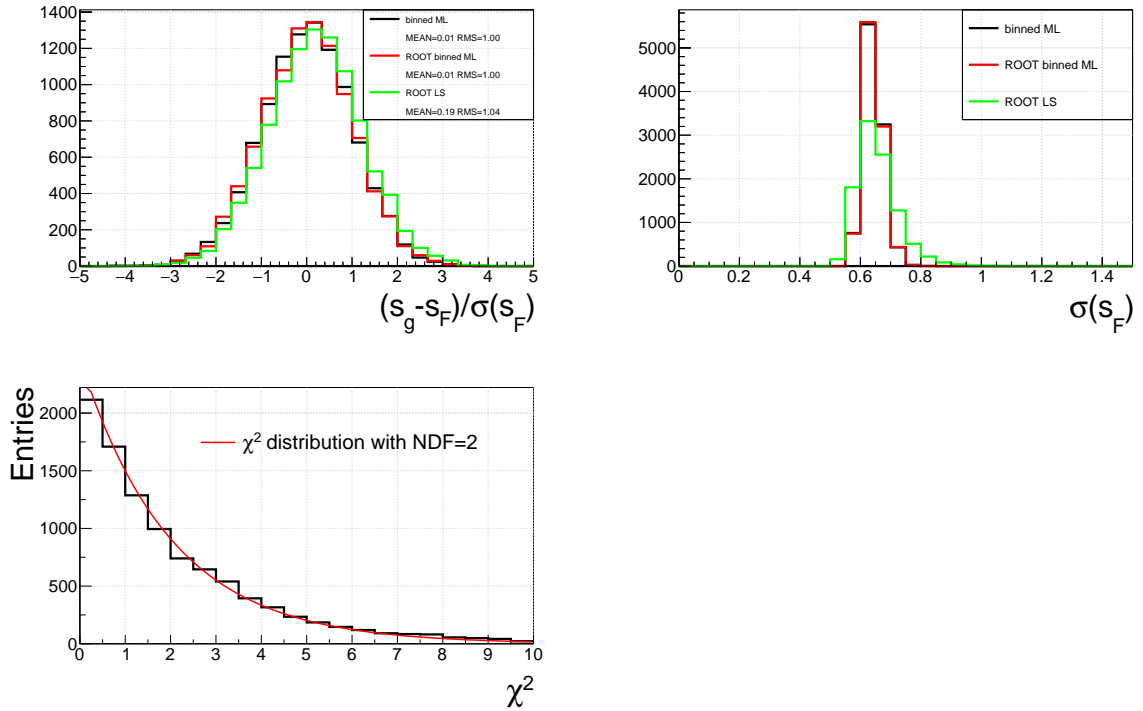 1400
1200
1000
800
600
400
200
0
binned ML
MEAN=0.01 RMS=1.00
ROOT binned ML
MEAN=0.01 RMS=1.00
ROOT LS
MEAN=0.19 RMS=1.04
−5 −4 −3 −2 −1 0 1 2 3 4 5
(s_g-s_F)/σ(s_F)
5000
4000
3000
2000
1000
0
binned ML
ROOT binned ML
ROOT LS
0 0.2 0.4 0.6 0.8 1 1.2 1.4
σ(s_F)
Entries
2000
1500
1000
500
0
χ² distribution with NDF=2
0 1 2 3 4 5 6 7 8 9 10
χ²